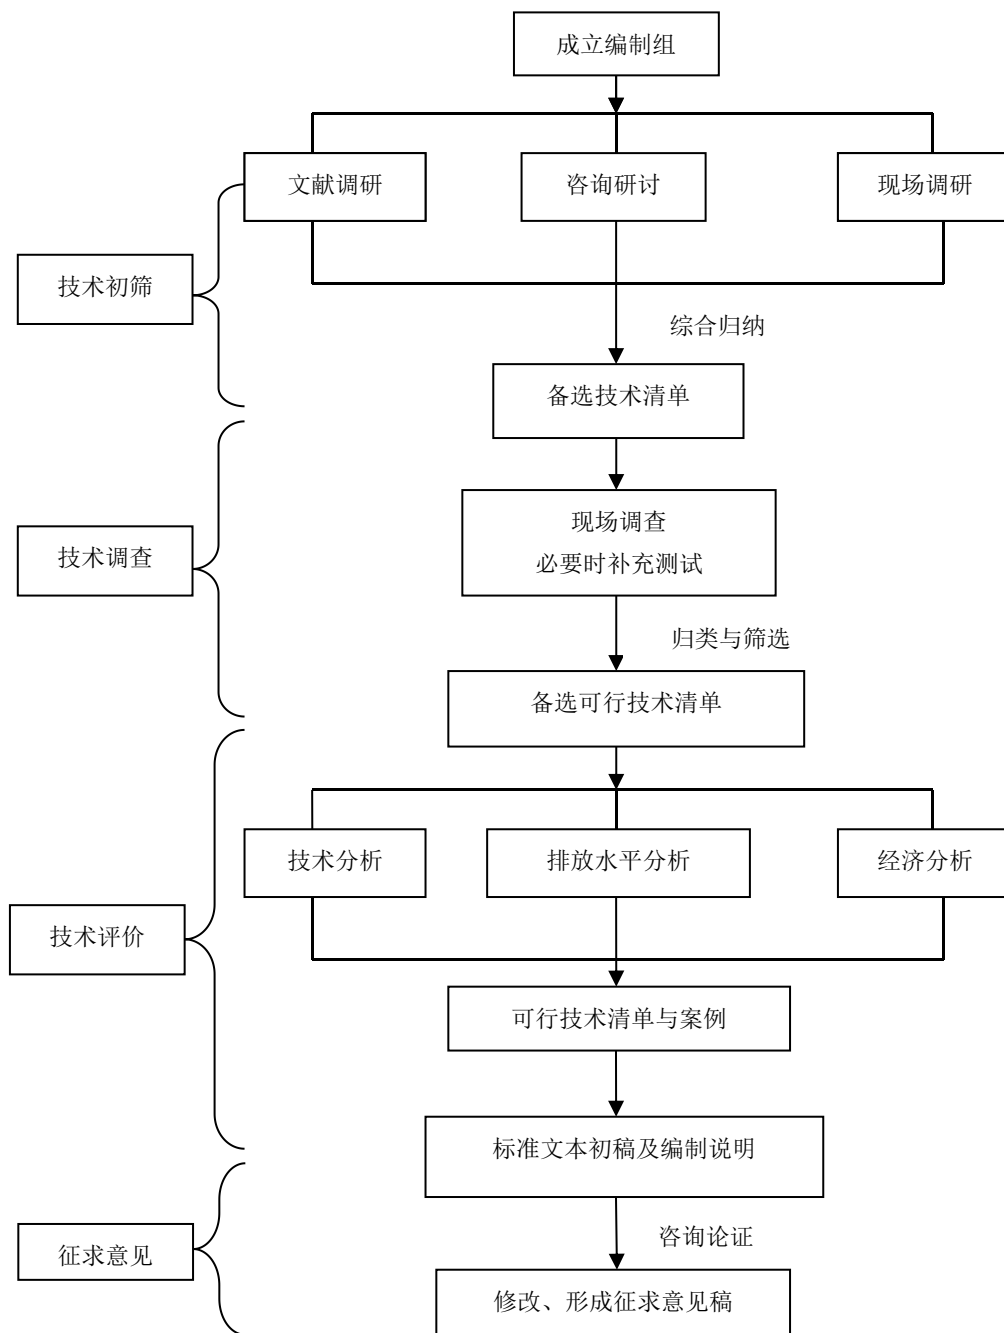 成立编制组
文献调研
咨询研讨
现场调研
技术初筛
综合归纳
备选技术清单
现场调查
必要时补充测试
技术调查
归类与筛选
备选可行技术清单
技术分析
排放水平分析
经济分析
技术评价
可行技术清单与案例
标准文本初稿及编制说明
咨询论证
征求意见
修改、形成征求意见稿